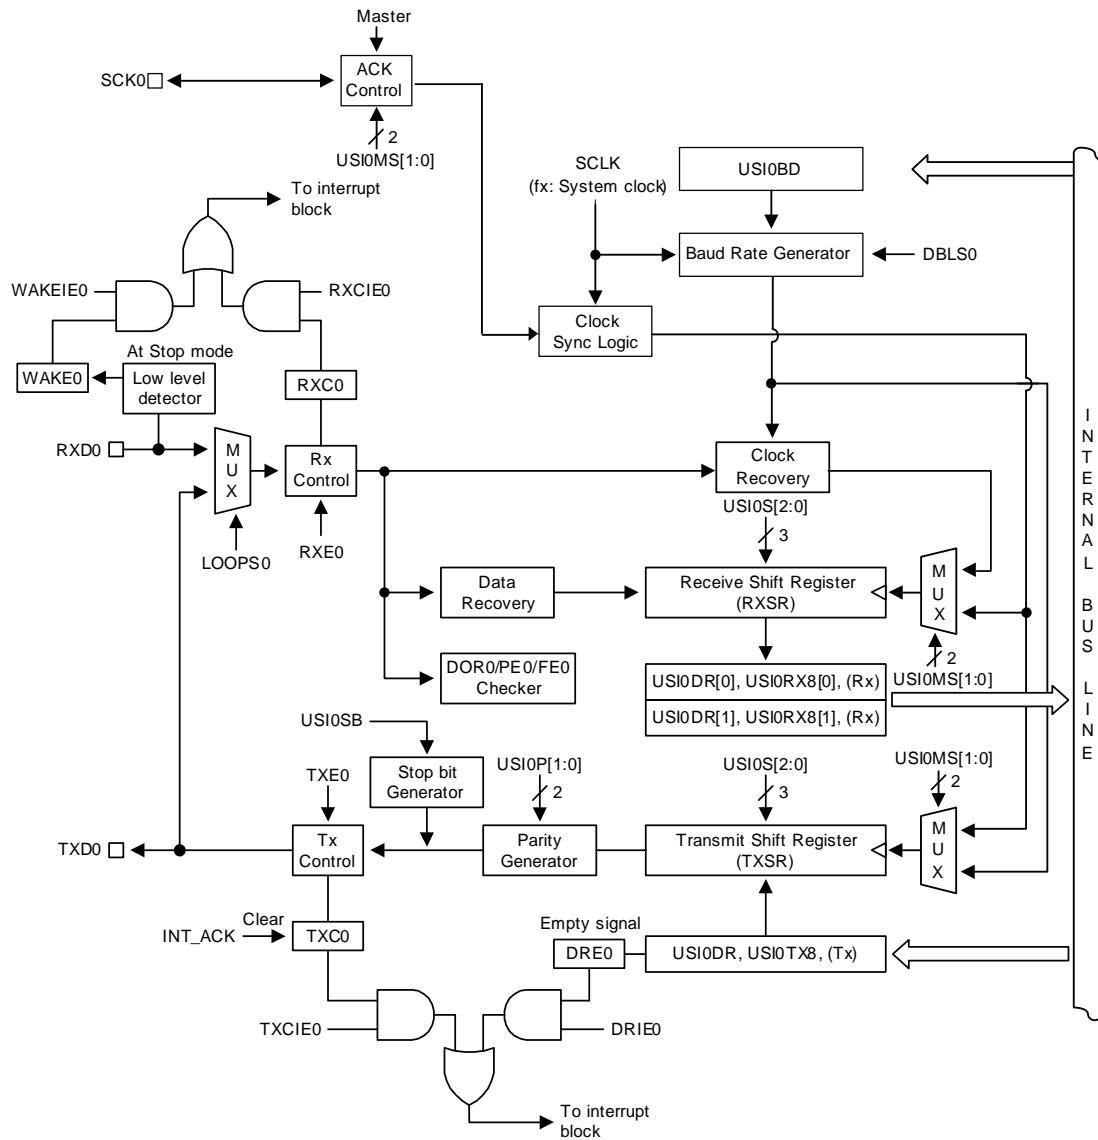 Master
SCK0
ACK
Control
2
USI0MS[1:0]
SCLK
(fx: System clock)
USI0BD
To interrupt
block
Baud Rate Generator
DBLS0
WAKEIE0
RXCIE0
Clock
Sync Logic
At Stop mode
WAKE0
Low level
detector
RXC0
RXD0
MUX
Rx
Control
Clock
Recovery
LOOPS0
RXE0
USI0S[2:0]
3
Data
Recovery
Receive Shift Register
(RXSR)
MUX
2
USI0MS[1:0]
DOR0/PE0/FE0
Checker
USI0DR[0], USI0RX8[0], (Rx)
USI0DR[1], USI0RX8[1], (Rx)
INTERNAL BUS LINE
USI0SB
Stop bit
Generator
TXE0
USI0P[1:0]
2
USI0S[2:0]
3
USI0MS[1:0]
2
TXD0
Tx
Control
Parity
Generator
Transmit Shift Register
(TXSR)
MUX
Clear
INT_ACK
TXC0
Empty signal
DRE0
USI0DR, USI0TX8, (Tx)
TXCIE0
DRIE0
To interrupt
block